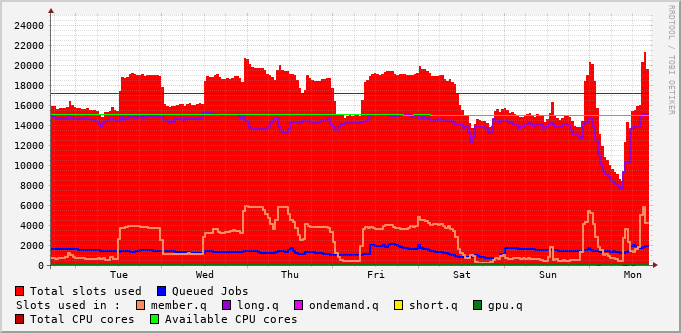 24000
22000
20000
18000
16000
14000
12000
10000
8000
6000
4000
2000
0
Tue Wed Thu Fri Sat Sun Mon
RRDTOOL / TOBI OETIKER
Total slots used Queued Jobs
Slots used in : member.q long.q ondemand.q short.q gpu.q
Total CPU cores Available CPU cores